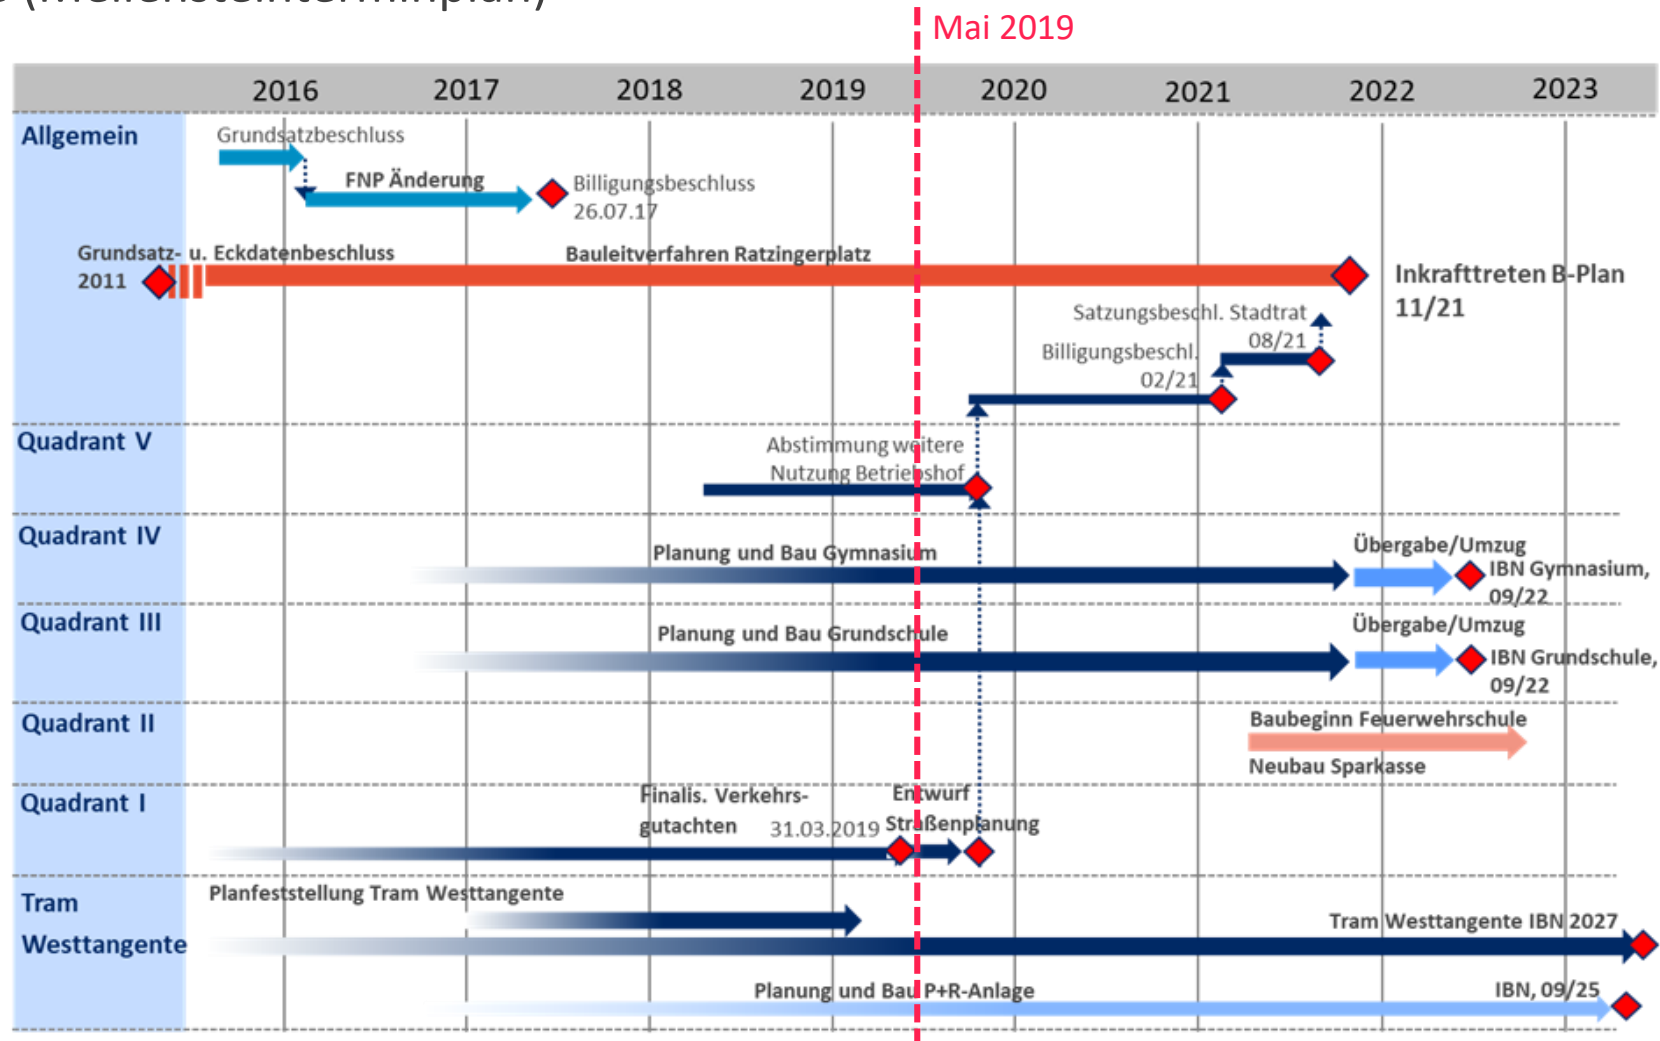 (Meilensteinterminplan)
Mai 2019
2016 2017 2018 2019 2020 2021 2022 2023
Allgemein
Grundsatzbeschluss
FNP Änderung
Billigungsbeschluss
26.07.17
Grundsatz- u. Eckdatenbeschluss
2011
Bauleitverfahren Ratzingerplatz
Inkrafttreten B-Plan
11/21
Satzungsbeschl. Stadtrat
08/21
Billigungsbeschl.
02/21
Quadrant V
Abstimmung weitere
Nutzung Betriebshof
Quadrant IV
Planung und Bau Gymnasium
Übergabe/Umzug
IBN Gymnasium,
09/22
Quadrant III
Planung und Bau Grundschule
Übergabe/Umzug
IBN Grundschule,
09/22
Quadrant II
Baubeginn Feuerwehrschule
Neubau Sparkasse
Quadrant I
Finalis. Verkehrs-
gutachten
31.03.2019
Entwurf
Straßenplanung
Tram
Westtangente
Planfeststellung Tram Westtangente
Tram Westtangente IBN 2027
Planung und Bau P+R-Anlage
IBN, 09/25